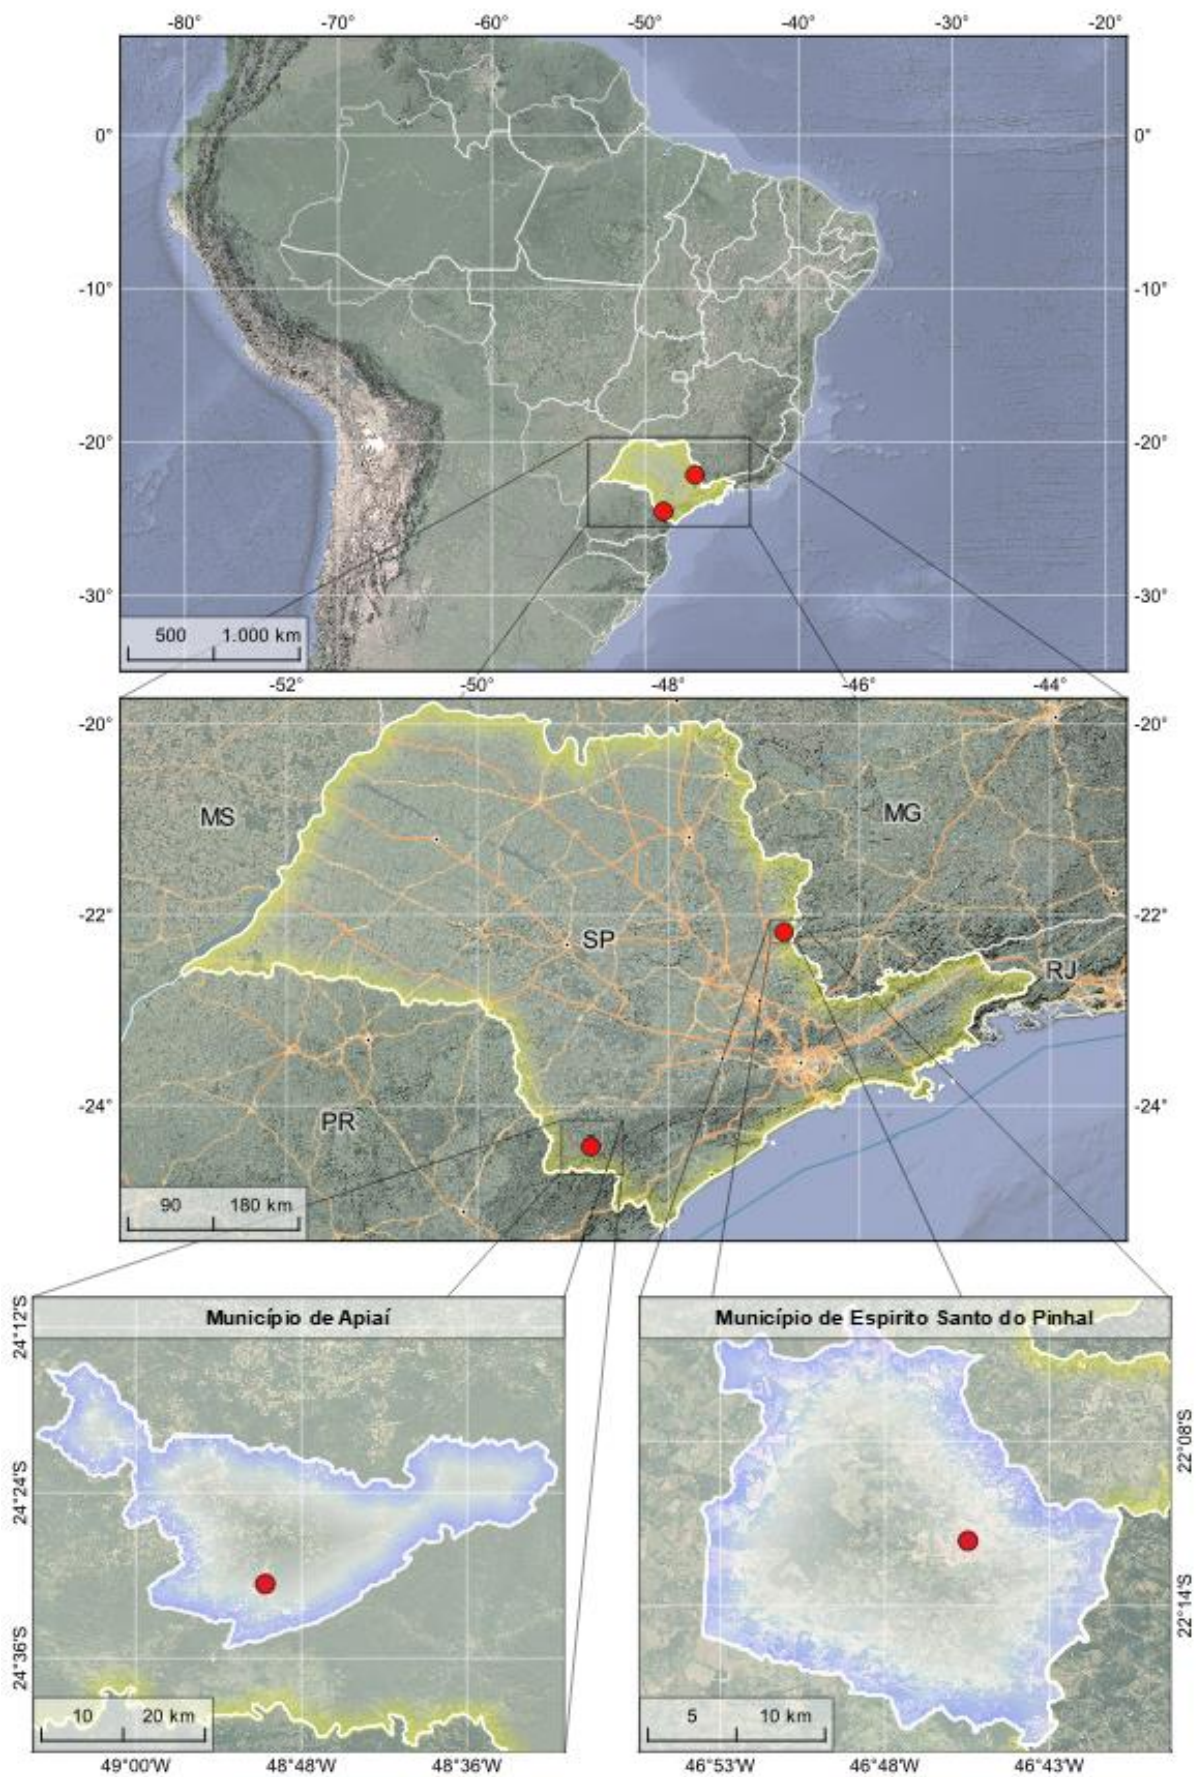 -80° -70° -60° -50° -40° -30° -20°
0° 0°
-10° -10°
-20° -20°
-30° -30°
500 1.000 km
-52° -50° -48° -46° -44°
-20° -20°
MS MG
-22° -22°
SP
RJ
-24° -24°
PR
90 180 km
Município de Apiaí
Município de Espirito Santo do Pinhal
24°12'S
24°24'S
24°36'S
22°08'S
22°14'S
10 20 km
5 10 km
49°00'W 48°48'W 48°36'W
46°53'W 46°48'W 46°43'W